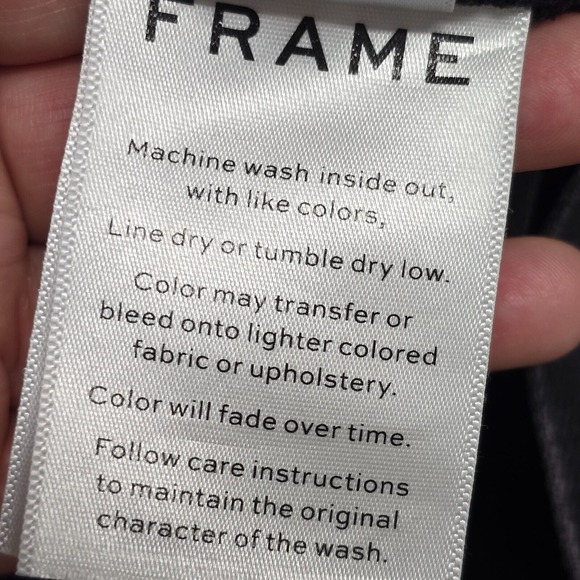 FRAME
Machine wash inside out,
with like colors,
Line dry or tumble dry low.
Color may transfer or
bleed onto lighter colored
fabric or upholstery.
Color will fade over time.
Follow care instructions
to maintain the original
character of the wash.